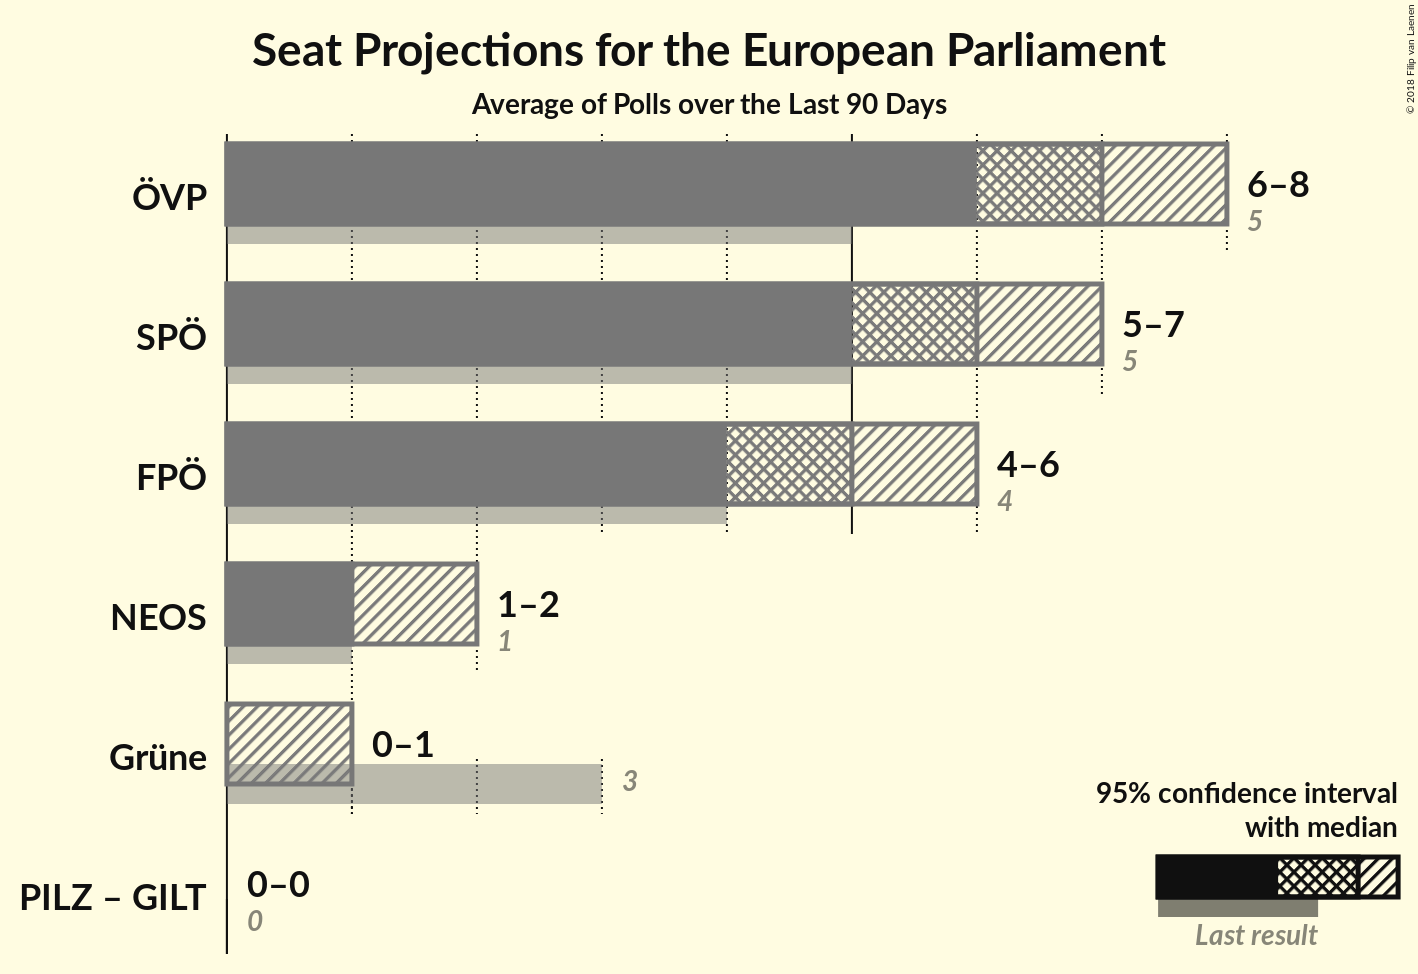 Seat Projections for the European Parliament
Average of Polls over the Last 90 Days
© 2018 Filip van Laenen
ÖVP
6–8
5
SPÖ
5–7
5
FPÖ
4–6
4
NEOS
1–2
1
Grüne
0–1
3
PILZ – GILT
0–0
0
95% confidence interval
with median
Last result